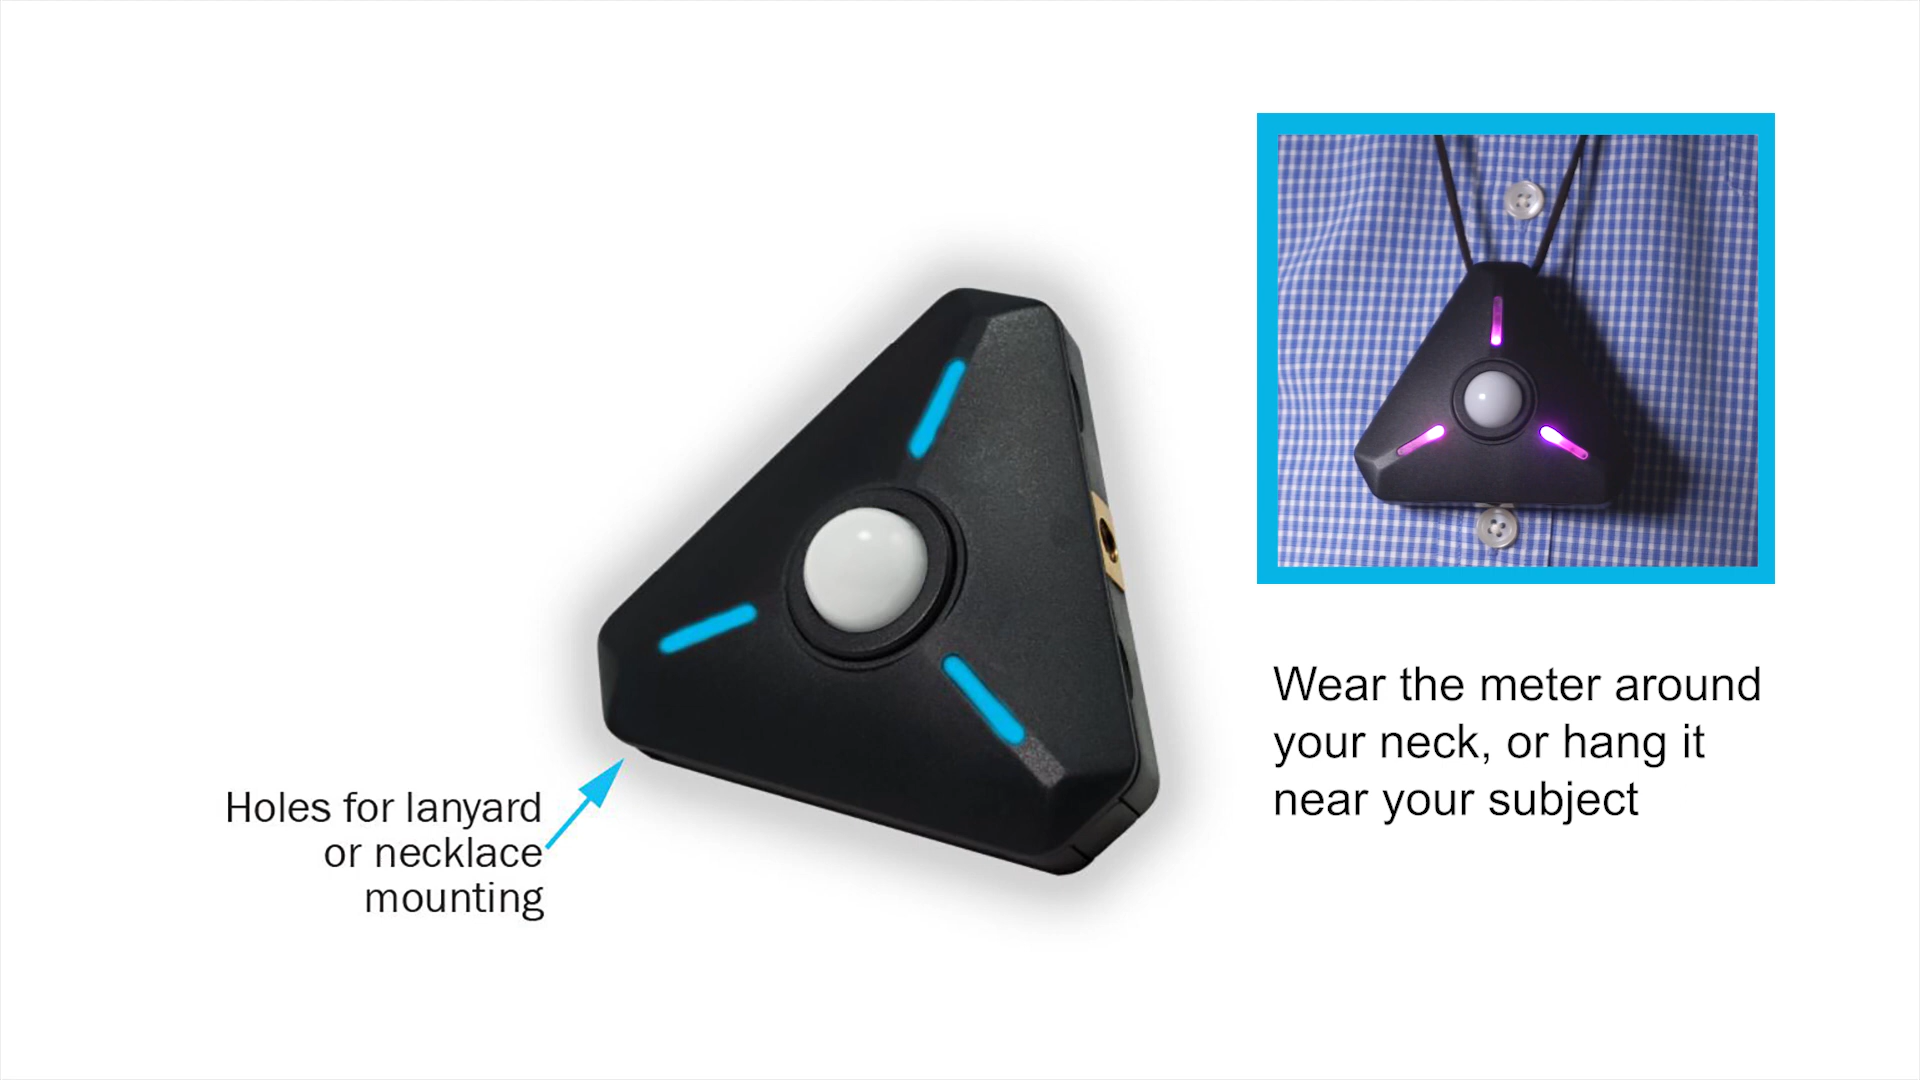 Holes for lanyard
or necklace
mounting
Wear the meter around
your neck, or hang it
near your subject